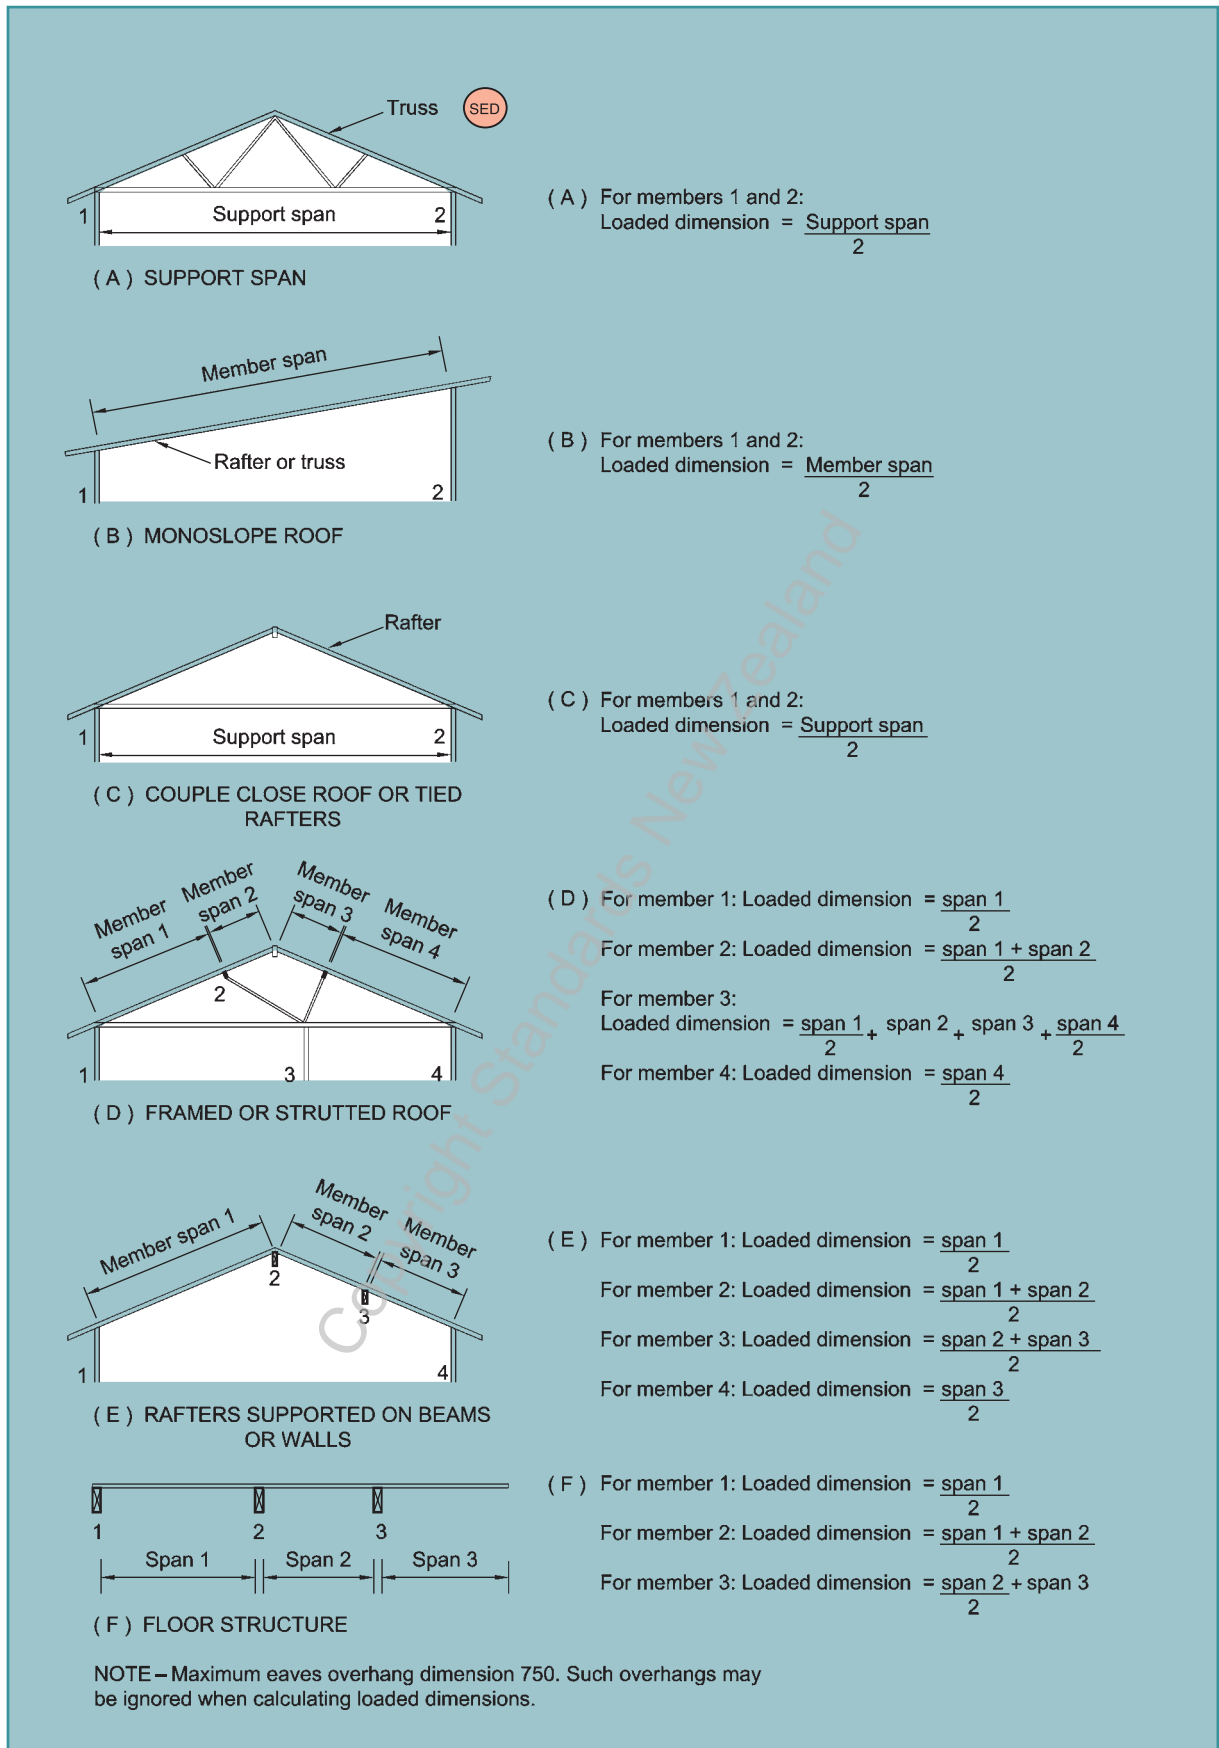 Truss
SED
1
Support span
2
( A ) SUPPORT SPAN
( A ) For members 1 and 2:
Loaded dimension = Support span
2
Member span
Rafter or truss
1
2
( B ) MONOSLOPE ROOF
( B ) For members 1 and 2:
Loaded dimension = Member span
2
Rafter
1
Support span
2
( C ) COUPLE CLOSE ROOF OR TIED
RAFTERS
( C ) For members 1 and 2:
Loaded dimension = Support span
2
Member
span 1
Member
span 2
Member
span 3
Member
span 4
2
1
3
4
( D ) FRAMED OR STRUTTED ROOF
( D ) For member 1: Loaded dimension = span 1
2
For member 2: Loaded dimension = span 1 + span 2
2
For member 3:
Loaded dimension = span 1 + span 2 + span 3 + span 4
2 2
For member 4: Loaded dimension = span 4
2
Member span 1
Member
span 2
Member
span 3
2
3
1
4
( E ) RAFTERS SUPPORTED ON BEAMS
OR WALLS
( E ) For member 1: Loaded dimension = span 1
2
For member 2: Loaded dimension = span 1 + span 2
2
For member 3: Loaded dimension = span 2 + span 3
2
For member 4: Loaded dimension = span 3
2
1 2 3
Span 1 Span 2 Span 3
( F ) FLOOR STRUCTURE
( F ) For member 1: Loaded dimension = span 1
2
For member 2: Loaded dimension = span 1 + span 2
2
For member 3: Loaded dimension = span 2 + span 3
2
NOTE – Maximum eaves overhang dimension 750. Such overhangs may
be ignored when calculating loaded dimensions.
Copyright Standards New Zealand